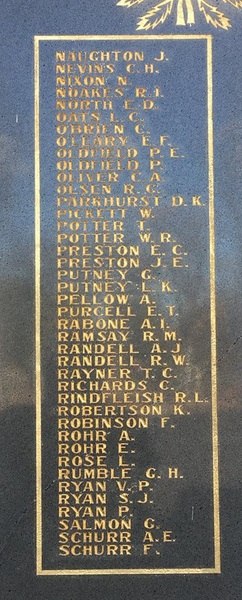 NAUGHTON J.
NEVINS C.H.
NIXON N.
NOAKES R.I.
NORTH E.D.
OATS L.C.
O'BRIEN C.
O'LEARY E.F.
OLDFIELD P.E.
OLDFIELD P.
OLIVER C.A.
OLSEN R.G.
PARKHURST D.K.
PICKETT W.
POTTER T.
POTTER W.R.
PRESTON E.C.
PRESTON J.E.
PUTNEY G.
PUTNEY L.K.
PELLOW A.
PURCELL E.T.
RABONE A.I.
RAMSAY R.M.
RANDELL A.J.
RANDELL R.W.
RAYNER T.C.
RICHARDS C.
RINDFLEISH R.L.
ROBERTSON K.
ROBINSON F.
ROHR A.
ROHR E.
ROSE L.
RUMBLE G.H.
RYAN V.P.
RYAN S.J.
RYAN P.
SALMON G.
SCHURR A.E.
SCHURR F.